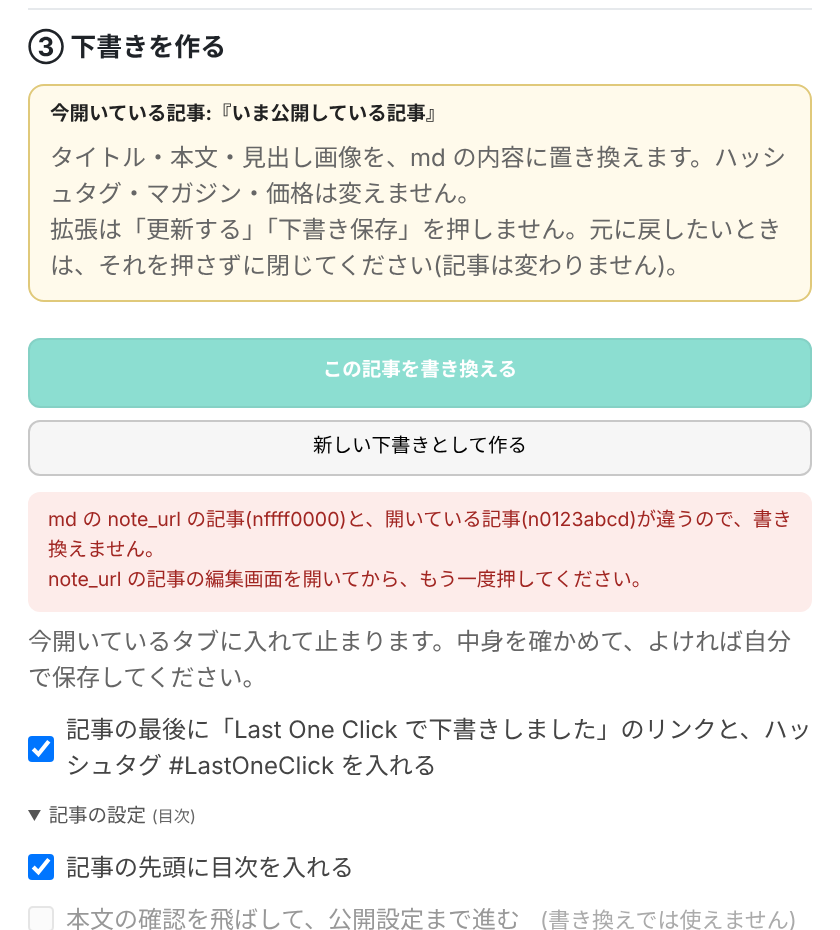 ③ 下書きを作る
今開いている記事:『いま公開している記事』
タイトル・本文・見出し画像を、md の内容に置き換えます。ハッシ
ュタグ・マガジン・価格は変えません。
拡張は「更新する」「下書き保存」を押しません。元に戻したいとき
は、それを押さずに閉じてください(記事は変わりません)。
この記事を書き換える
新しい下書きとして作る
md の note_url の記事(nffff0000)と、開いている記事(n0123abcd)が違うので、書き
換えません。
note_url の記事の編集画面を開いてから、もう一度押してください。
今開いているタブに入れて止まります。中身を確かめて、よければ自分
で保存してください。
記事の最後に「Last One Click で下書きしました」のリンクと、ハッ
シュタグ #LastOneClick を入れる
▼ 記事の設定 (目次)
記事の先頭に目次を入れる
本文の確認を飛ばして、公開設定まで進む (書き換えでは使えません)